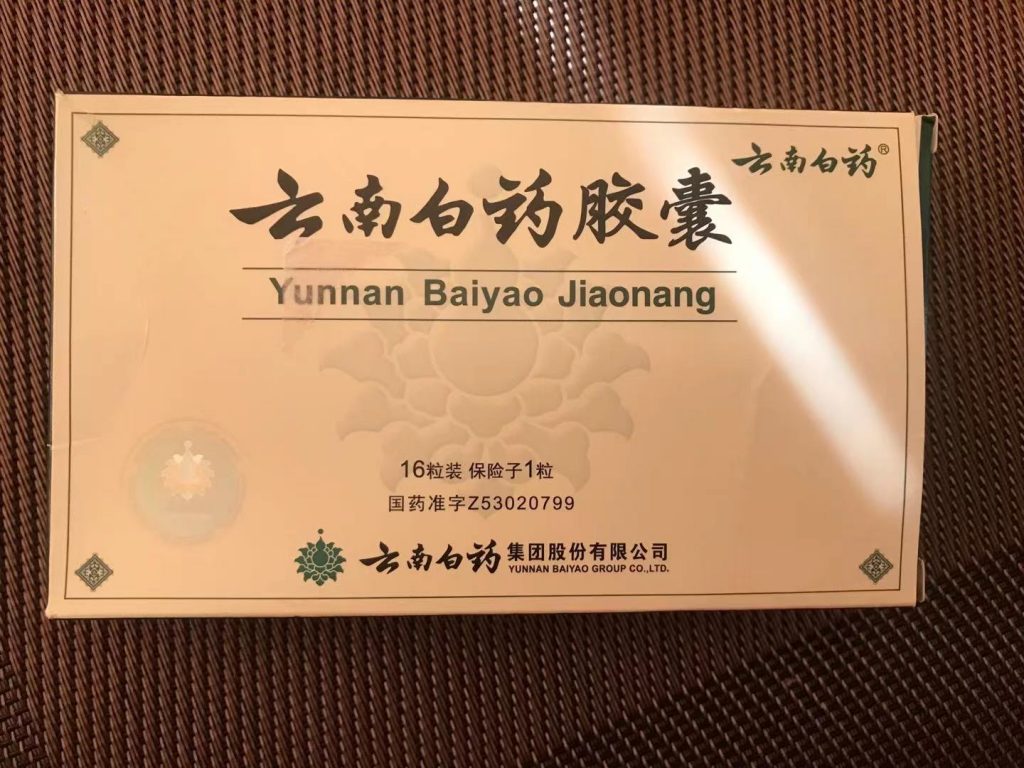 云南白药®
云南白药胶囊
Yunnan Baiyao Jiaonang
16粒装 保险子1粒
国药准字Z53020799
云南白药集团股份有限公司
YUNNAN BAIYAO GROUP CO.,LTD.